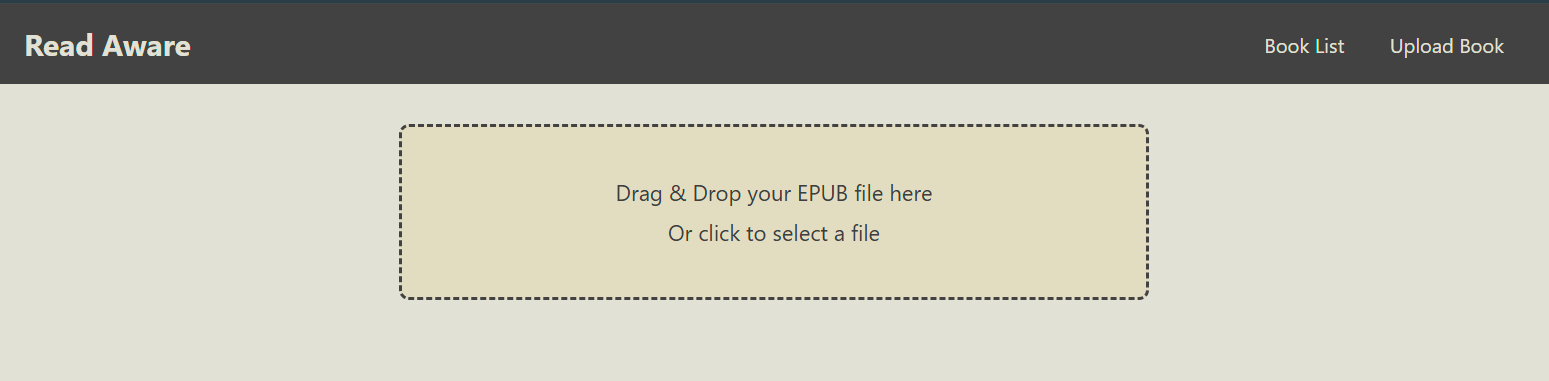 Read Aware
Book List
Upload Book
Drag & Drop your EPUB file here
Or click to select a file